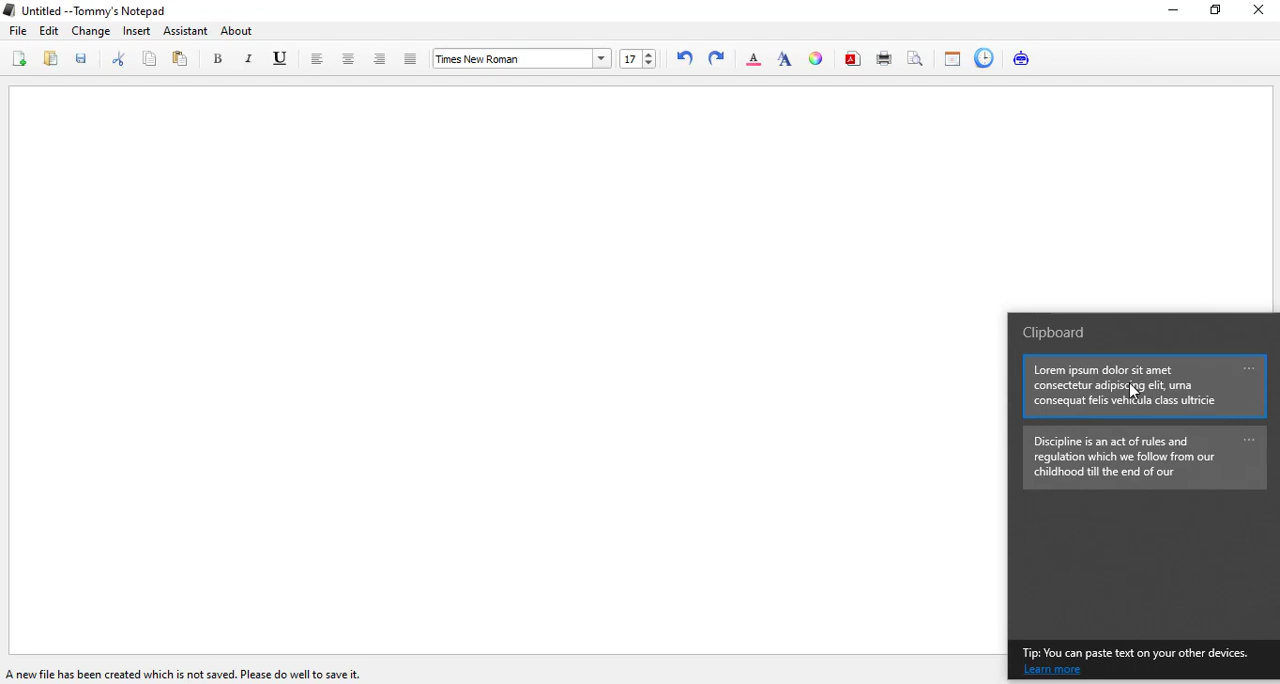 Untitled --Tommy's Notepad
File Edit Change Insert Assistant About
B I U Times New Roman 17 A A
Clipboard
Lorem ipsum dolor sit amet
consectetur adipiscing elit, urna
consequat felis vehicula class ultricie
Discipline is an act of rules and
regulation which we follow from our
childhood till the end of our
Tip: You can paste text on your other devices.
Learn more
A new file has been created which is not saved. Please do well to save it.